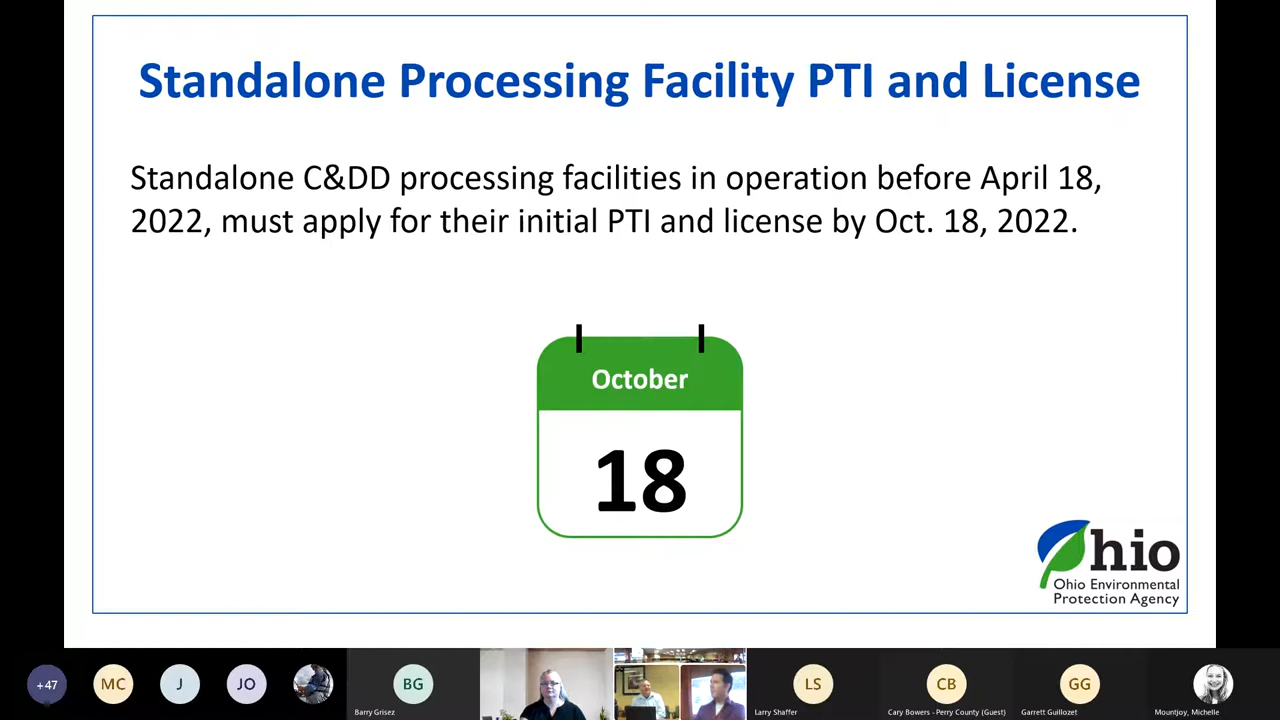 Standalone Processing Facility PTI and License
Standalone C&DD processing facilities in operation before April 18,
2022, must apply for their initial PTI and license by Oct. 18, 2022.
October
18
Ohio
Ohio Environmental
Protection Agency
+47
MC
J
JO
BG
LS
CB
GG
Barry Grisez
Larry Shaffer
Cary Bowers - Perry County (Guest)
Garrett Guillozet
Mountjoy, Michelle